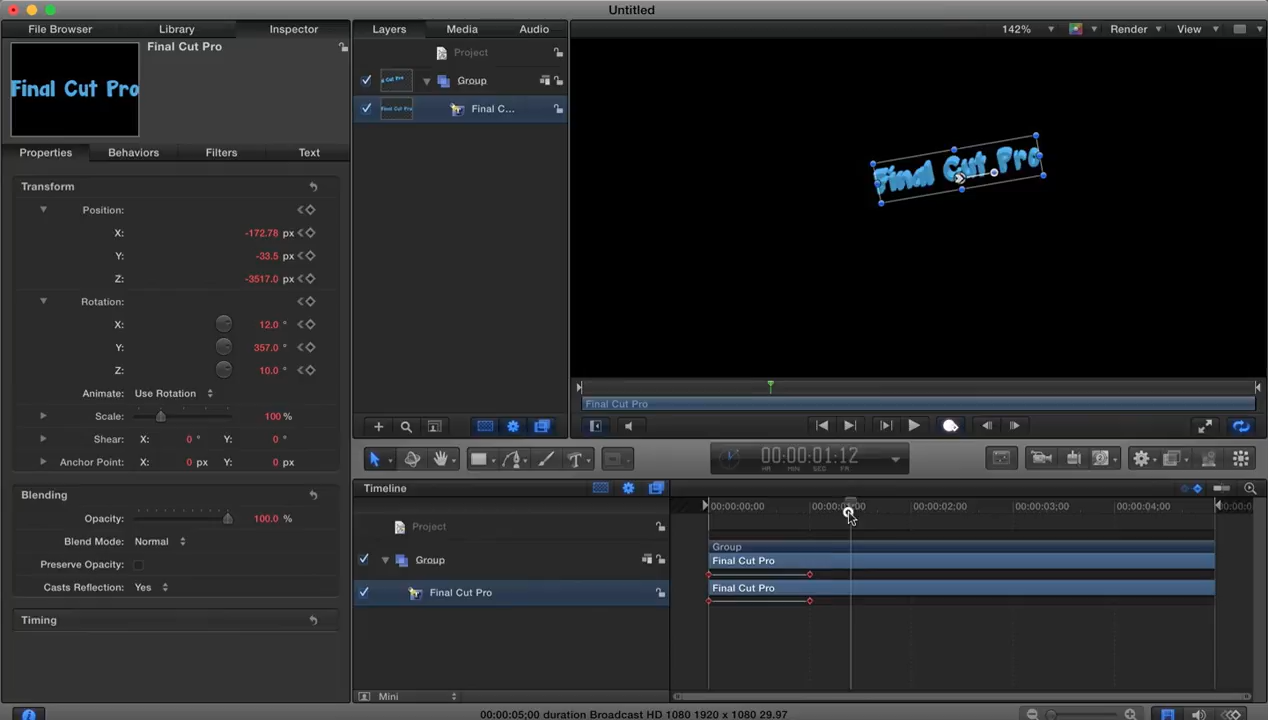 Untitled
File Browser
Library
Inspector
Final Cut Pro
Final Cut Pro
Properties
Behaviors
Filters
Text
Transform
Position:
X: -172.78 px
Y: -33.5 px
Z: -3517.0 px
Rotation:
X: 12.0 °
Y: 357.0 °
Z: 10.0 °
Animate: Use Rotation
Scale: 100 %
Shear: X: 0 ° Y: 0 °
Anchor Point: X: 0 px Y: 0 px
Blending
Opacity: 100.0 %
Blend Mode: Normal
Preserve Opacity:
Casts Reflection: Yes
Timing
Layers
Media
Audio
Project
Group
Final C...
142%
Render
View
Final Cut Pro
Final Cut Pro
00:00:01:12
HR MIN SEC FR
Timeline
Project
Group
Final Cut Pro
Mini
00:00:00;00
00:00:02;00
00:00:03;00
00:00:04;00
Group
Final Cut Pro
Final Cut Pro
00:00:05;00 duration Broadcast HD 1080 1920 x 1080 29.97